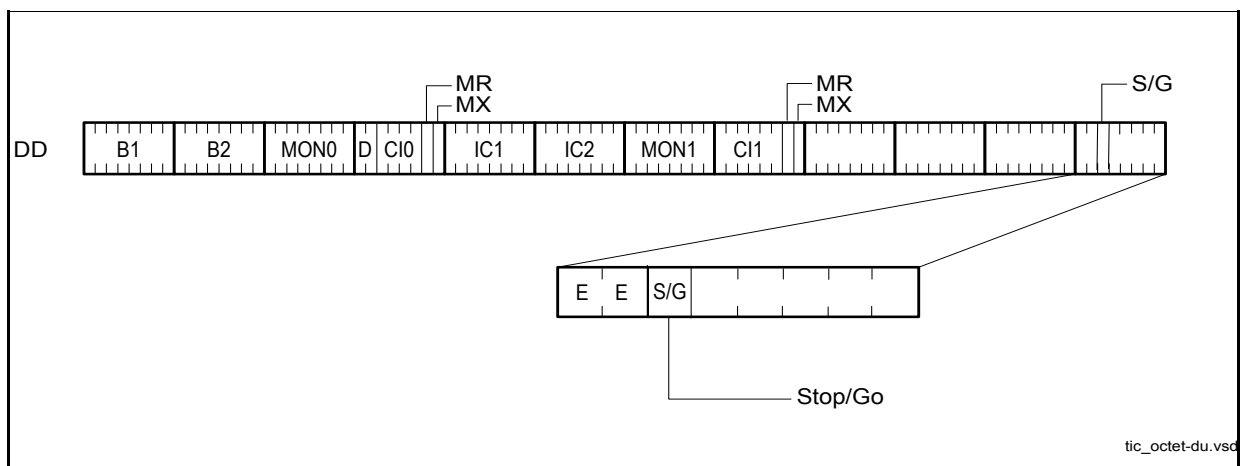 MR MR S/G
MX MX
DD B1 B2 MON0 D CI0 IC1 IC2 MON1 CI1
E E S/G
Stop/Go
tic_octet-du.vsd